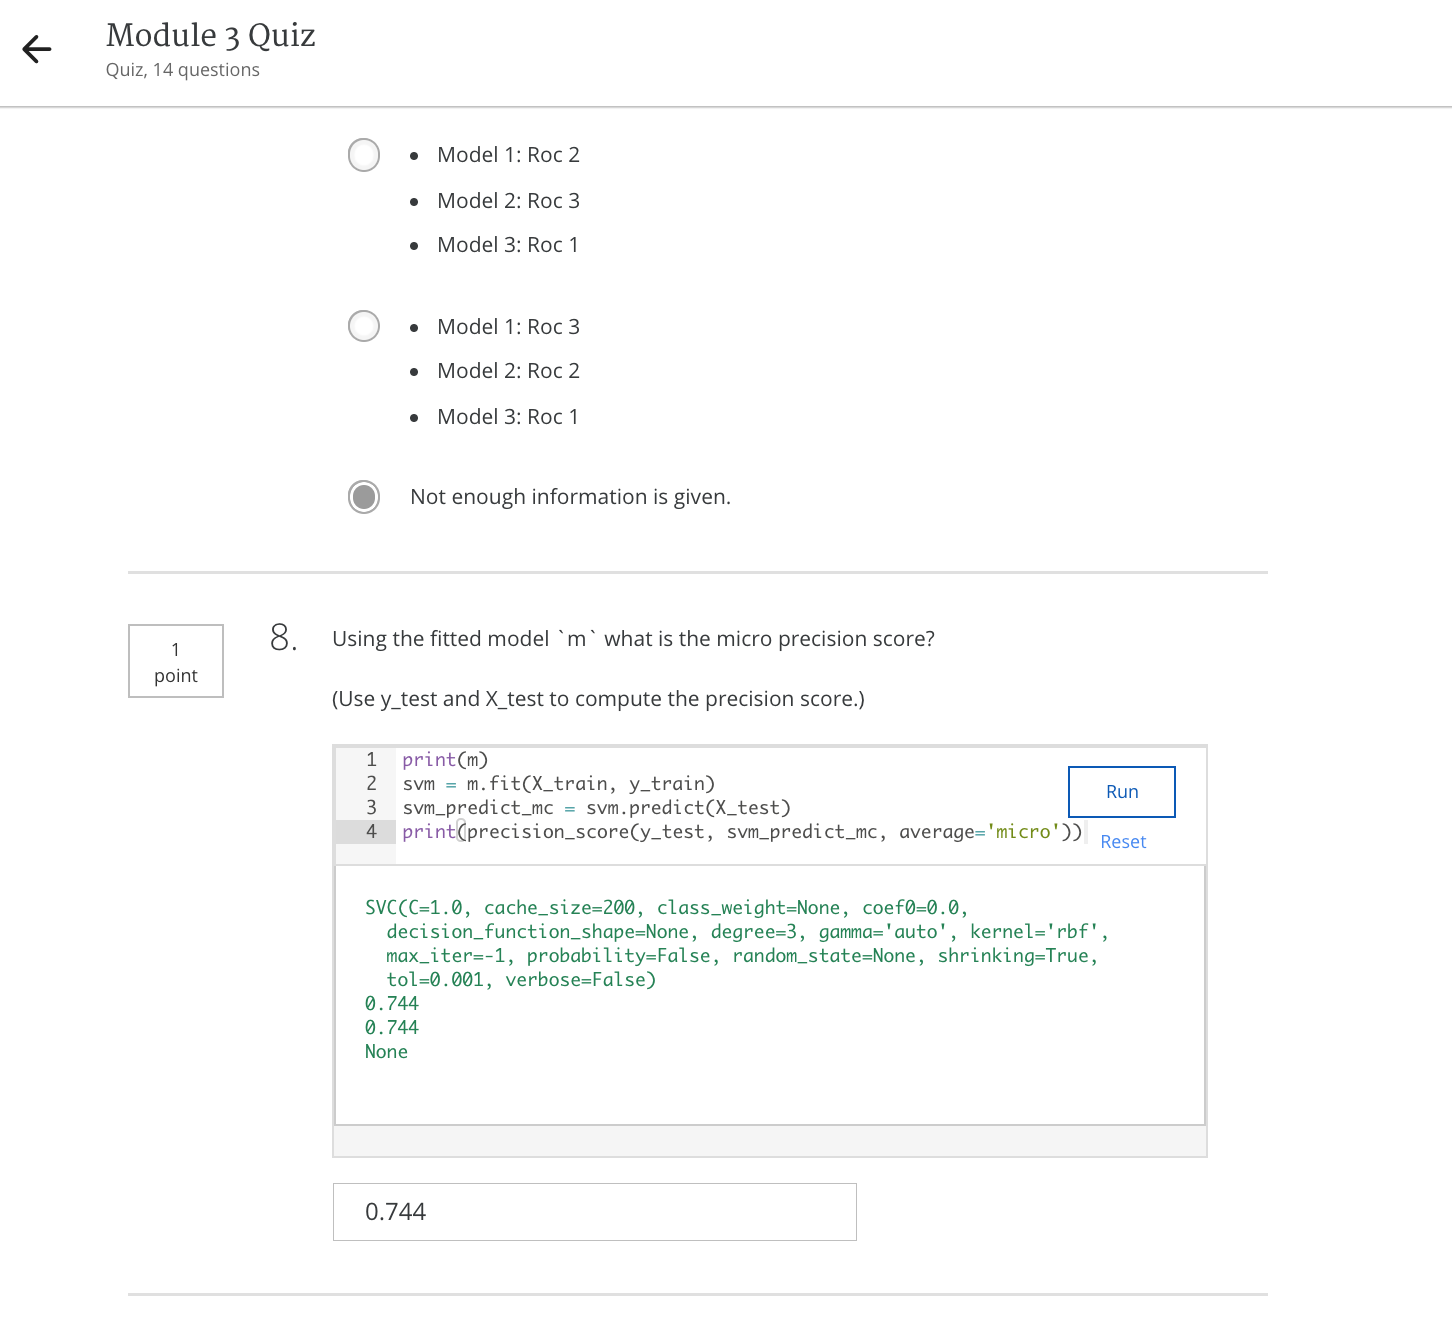 Module 3 Quiz
Quiz, 14 questions
Model 1: Roc 2
Model 2: Roc 3
Model 3: Roc 1
Model 1: Roc 3
Model 2: Roc 2
Model 3: Roc 1
Not enough information is given.
1
point
8.
Using the fitted model `m` what is the micro precision score?
(Use y_test and X_test to compute the precision score.)
1 print(m)
2 svm = m.fit(X_train, y_train)
3 svm_predict_mc = svm.predict(X_test)
4 print(precision_score(y_test, svm_predict_mc, average='micro'))
Run
Reset
SVC(C=1.0, cache_size=200, class_weight=None, coef0=0.0,
decision_function_shape=None, degree=3, gamma='auto', kernel='rbf',
max_iter=-1, probability=False, random_state=None, shrinking=True,
tol=0.001, verbose=False)
0.744
0.744
None
0.744